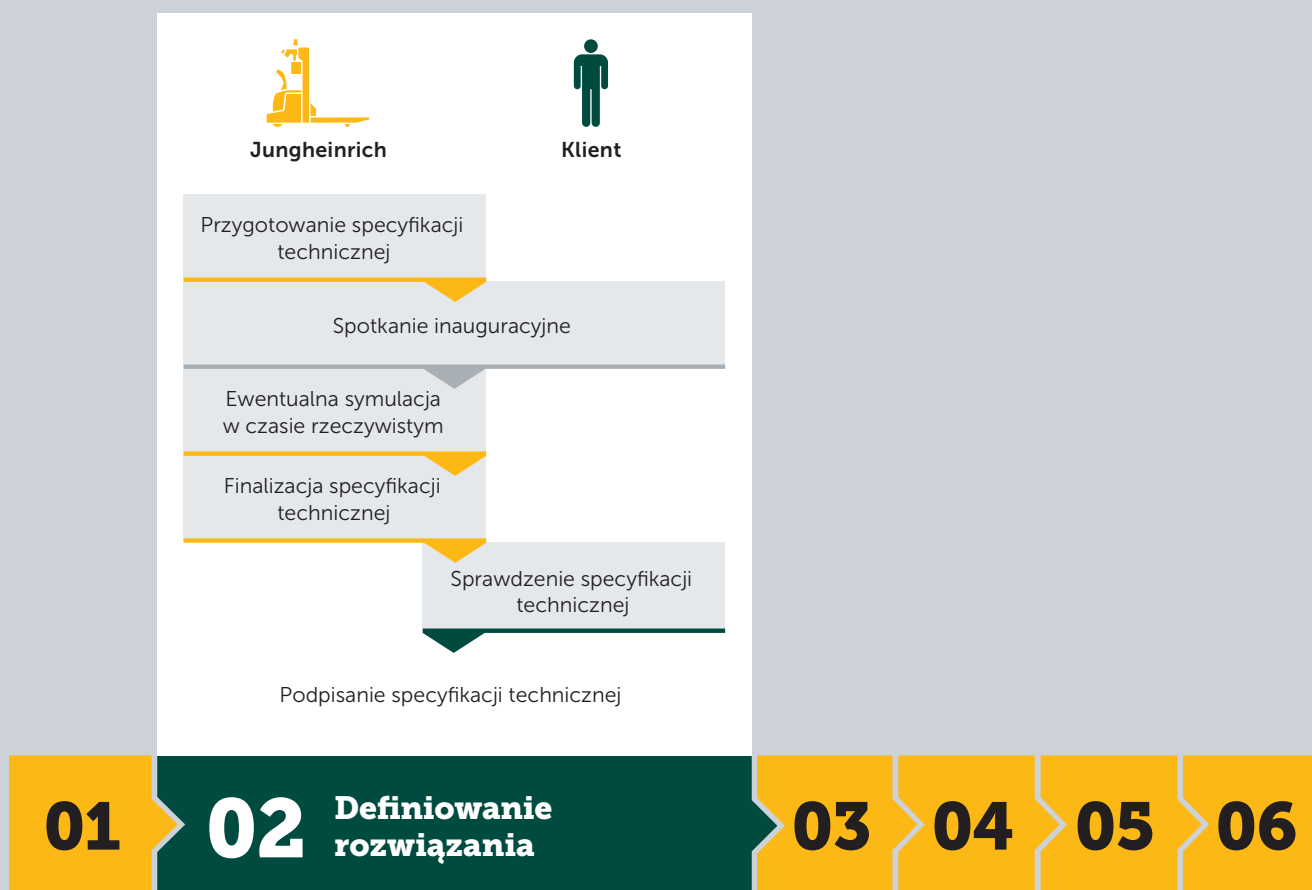 Jungheinrich
Klient
Przygotowanie specyfikacji
technicznej
Spotkanie inauguracyjne
Ewentualna symulacja
w czasie rzeczywistym
Finalizacja specyfikacji
technicznej
Sprawdzenie specyfikacji
technicznej
Podpisanie specyfikacji technicznej
01
02
Definiowanie
rozwiązania
03
04
05
06